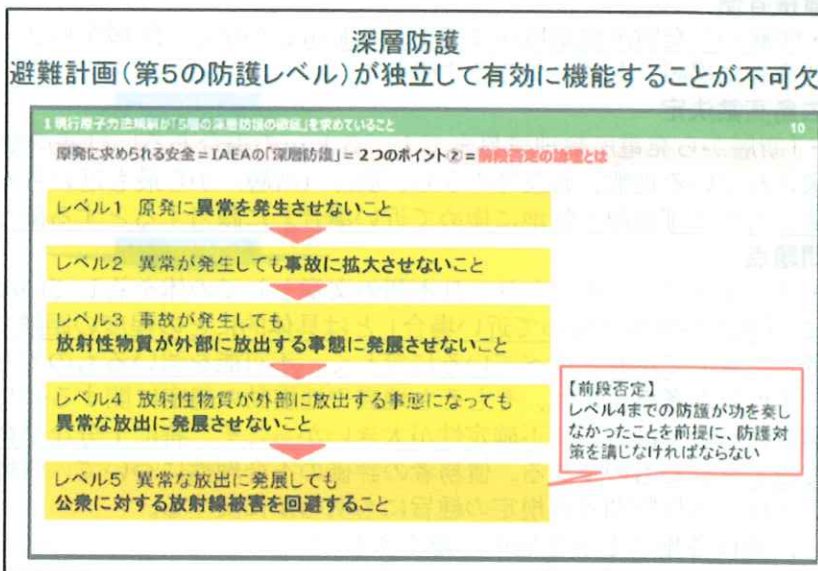 深層防護
避難計画(第5の防護レベル)が独立して有効に機能することが不可欠
1 現行原子力法規制が「5層の深層防護の徹底」を求めていること
10
原発に求められる安全=IAEAの「深層防護」=2つのポイント②=前段否定の論理とは
レベル1 原発に異常を発生させないこと
レベル2 異常が発生しても事故に拡大させないこと
レベル3 事故が発生しても
放射性物質が外部に放出する事態に発展させないこと
レベル4 放射性物質が外部に放出する事態になっても
異常な放出に発展させないこと
レベル5 異常な放出に発展しても
公衆に対する放射線被害を回避すること
【前段否定】
レベル4までの防護が功を奏し
なかったことを前提に、防護対
策を講じなければならない